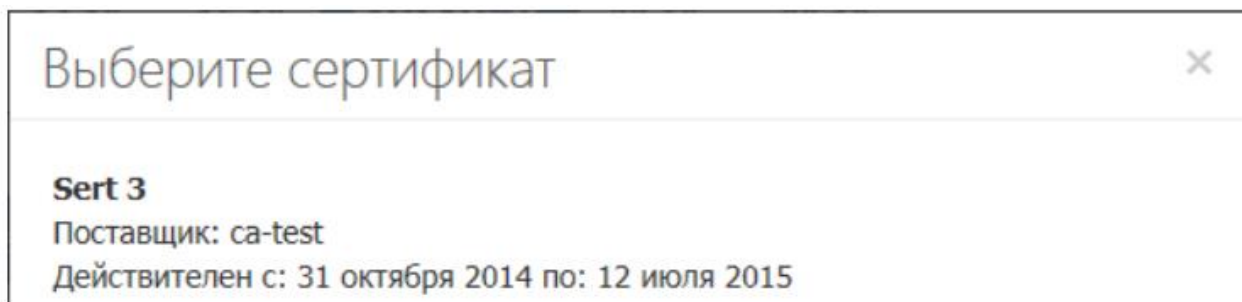 Выберите сертификат
Sert 3
Поставщик: ca-test
Действителен с: 31 октября 2014 по: 12 июля 2015